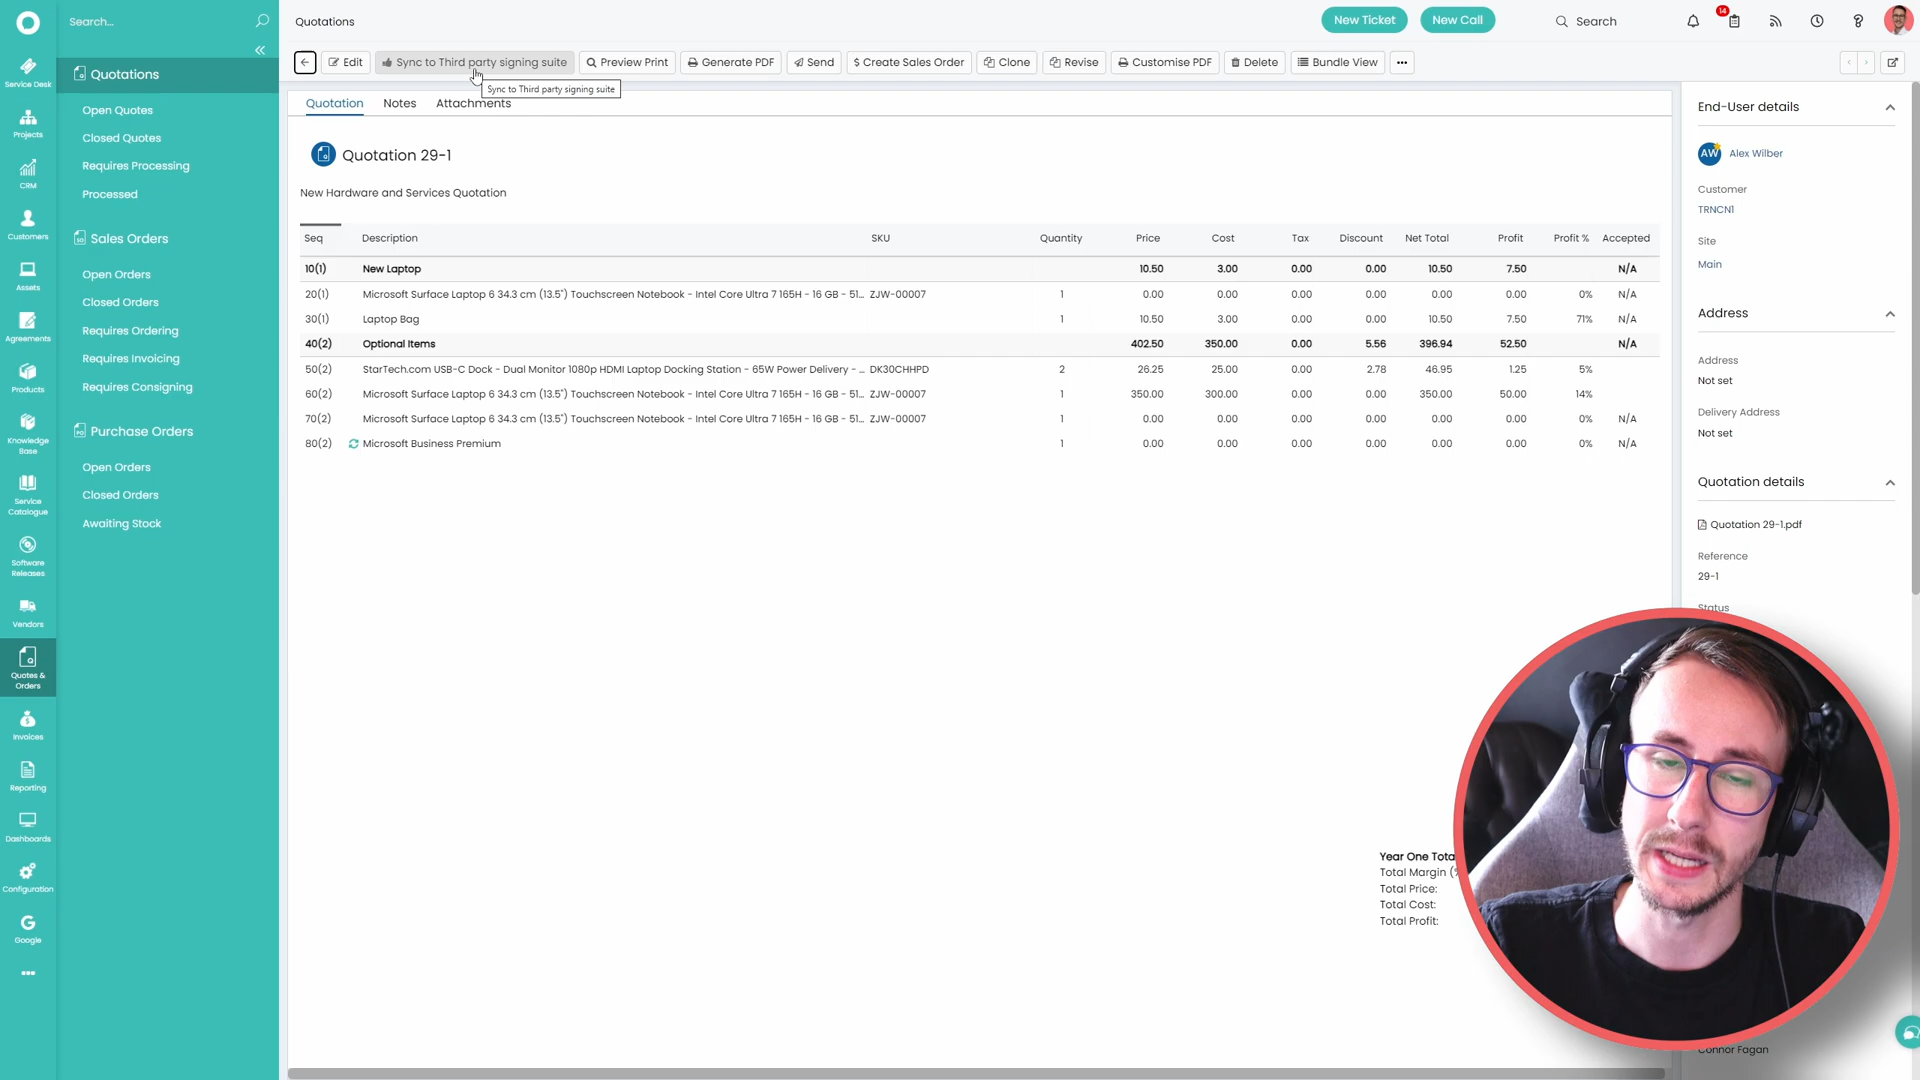 Search...
Quotations
New Ticket
New Call
Search
14
Edit
Sync to Third party signing suite
Preview Print
Generate PDF
Send
$ Create Sales Order
Clone
Revise
Customise PDF
Delete
Bundle View
Sync to Third party signing suite
Service Desk
Projects
CRM
Customers
Assets
Agreements
Products
Knowledge
Base
Service
Catalogue
Software
Releases
Vendors
Quotes &
Orders
Invoices
Reporting
Dashboards
Configuration
Google
Quotations
Open Quotes
Closed Quotes
Requires Processing
Processed
Sales Orders
Open Orders
Closed Orders
Requires Ordering
Requires Invoicing
Requires Consigning
Purchase Orders
Open Orders
Closed Orders
Awaiting Stock
Quotation Notes Attachments
Quotation 29-1
New Hardware and Services Quotation
Seq Description SKU Quantity Price Cost Tax Discount Net Total Profit Profit % Accepted
10(1) New Laptop 10.50 3.00 0.00 0.00 10.50 7.50 N/A
20(1) Microsoft Surface Laptop 6 34.3 cm (13.5") Touchscreen Notebook - Intel Core Ultra 7 165H - 16 GB - 51... ZJW-00007 1 0.00 0.00 0.00 0.00 0.00 0.00 0% N/A
30(1) Laptop Bag 1 10.50 3.00 0.00 0.00 10.50 7.50 71% N/A
40(2) Optional Items 402.50 350.00 0.00 5.56 396.94 52.50 N/A
50(2) StarTech.com USB-C Dock - Dual Monitor 1080p HDMI Laptop Docking Station - 65W Power Delivery - ... DK30CHHPD 2 26.25 25.00 0.00 2.78 46.95 1.25 5%
60(2) Microsoft Surface Laptop 6 34.3 cm (13.5") Touchscreen Notebook - Intel Core Ultra 7 165H - 16 GB - 51... ZJW-00007 1 350.00 300.00 0.00 0.00 350.00 50.00 14%
70(2) Microsoft Surface Laptop 6 34.3 cm (13.5") Touchscreen Notebook - Intel Core Ultra 7 165H - 16 GB - 51... ZJW-00007 1 0.00 0.00 0.00 0.00 0.00 0.00 0% N/A
80(2) Microsoft Business Premium 1 0.00 0.00 0.00 0.00 0.00 0.00 0% N/A
Year One Tota
Total Margin (%
Total Price:
Total Cost:
Total Profit:
End-User details
AW Alex Wilber
Customer
TRNCN1
Site
Main
Address
Address
Not set
Delivery Address
Not set
Quotation details
Quotation 29-1.pdf
Reference
29-1
Status
Connor Fagan